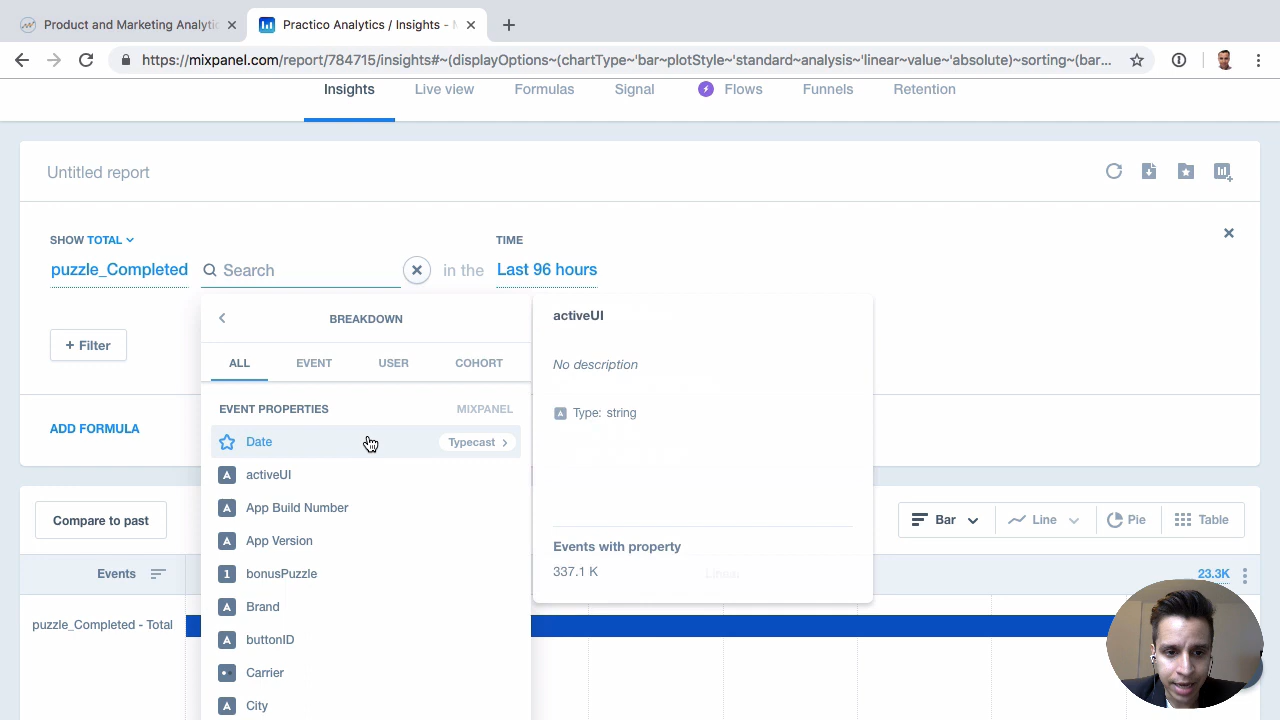 Product and Marketing Analytic
Practico Analytics / Insights -
https://mixpanel.com/report/784715/insights#~(displayOptions~(chartType~'bar~plotStyle~'standard~analysis~'linear~value~'absolute)~sorting~(bar...
Insights
Live view
Formulas
Signal
Flows
Funnels
Retention
Untitled report
SHOW TOTAL
TIME
puzzle_Completed
Search
in the
Last 96 hours
BREAKDOWN
+ Filter
ALL
EVENT
USER
COHORT
EVENT PROPERTIES
MIXPANEL
Date
Typecast
activeUI
App Build Number
App Version
bonusPuzzle
Brand
buttonID
Carrier
City
activeUI
No description
Type: string
Events with property
337.1 K
Linear
ADD FORMULA
Compare to past
Bar
Line
Pie
Table
Events
23.3K
puzzle_Completed - Total